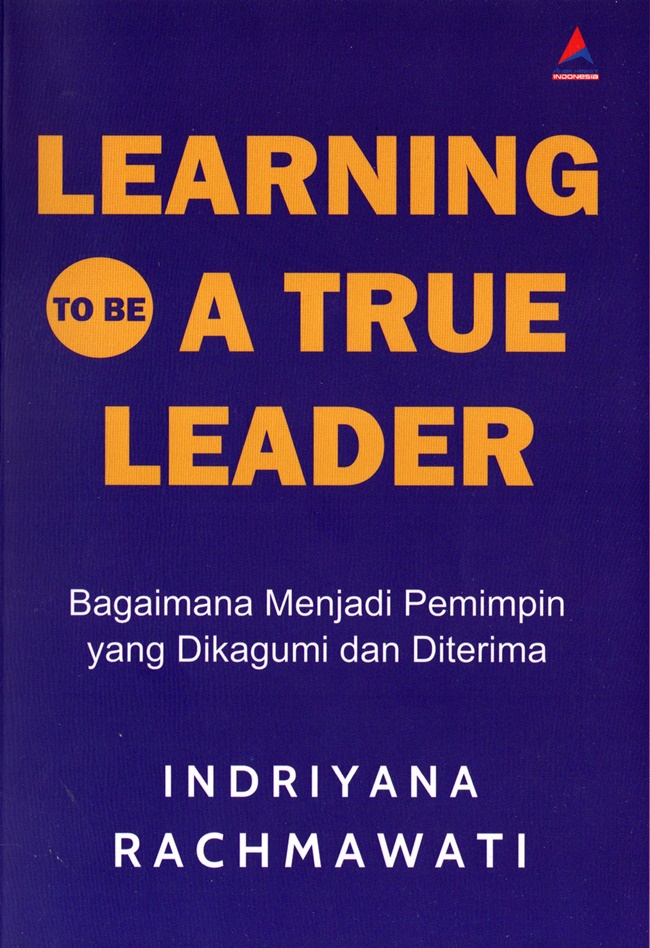 INDONESIA
LEARNING
TO BE A TRUE
LEADER
Bagaimana Menjadi Pemimpin
yang Dikagumi dan Diterima
INDRIYANA
RACHMAWATI